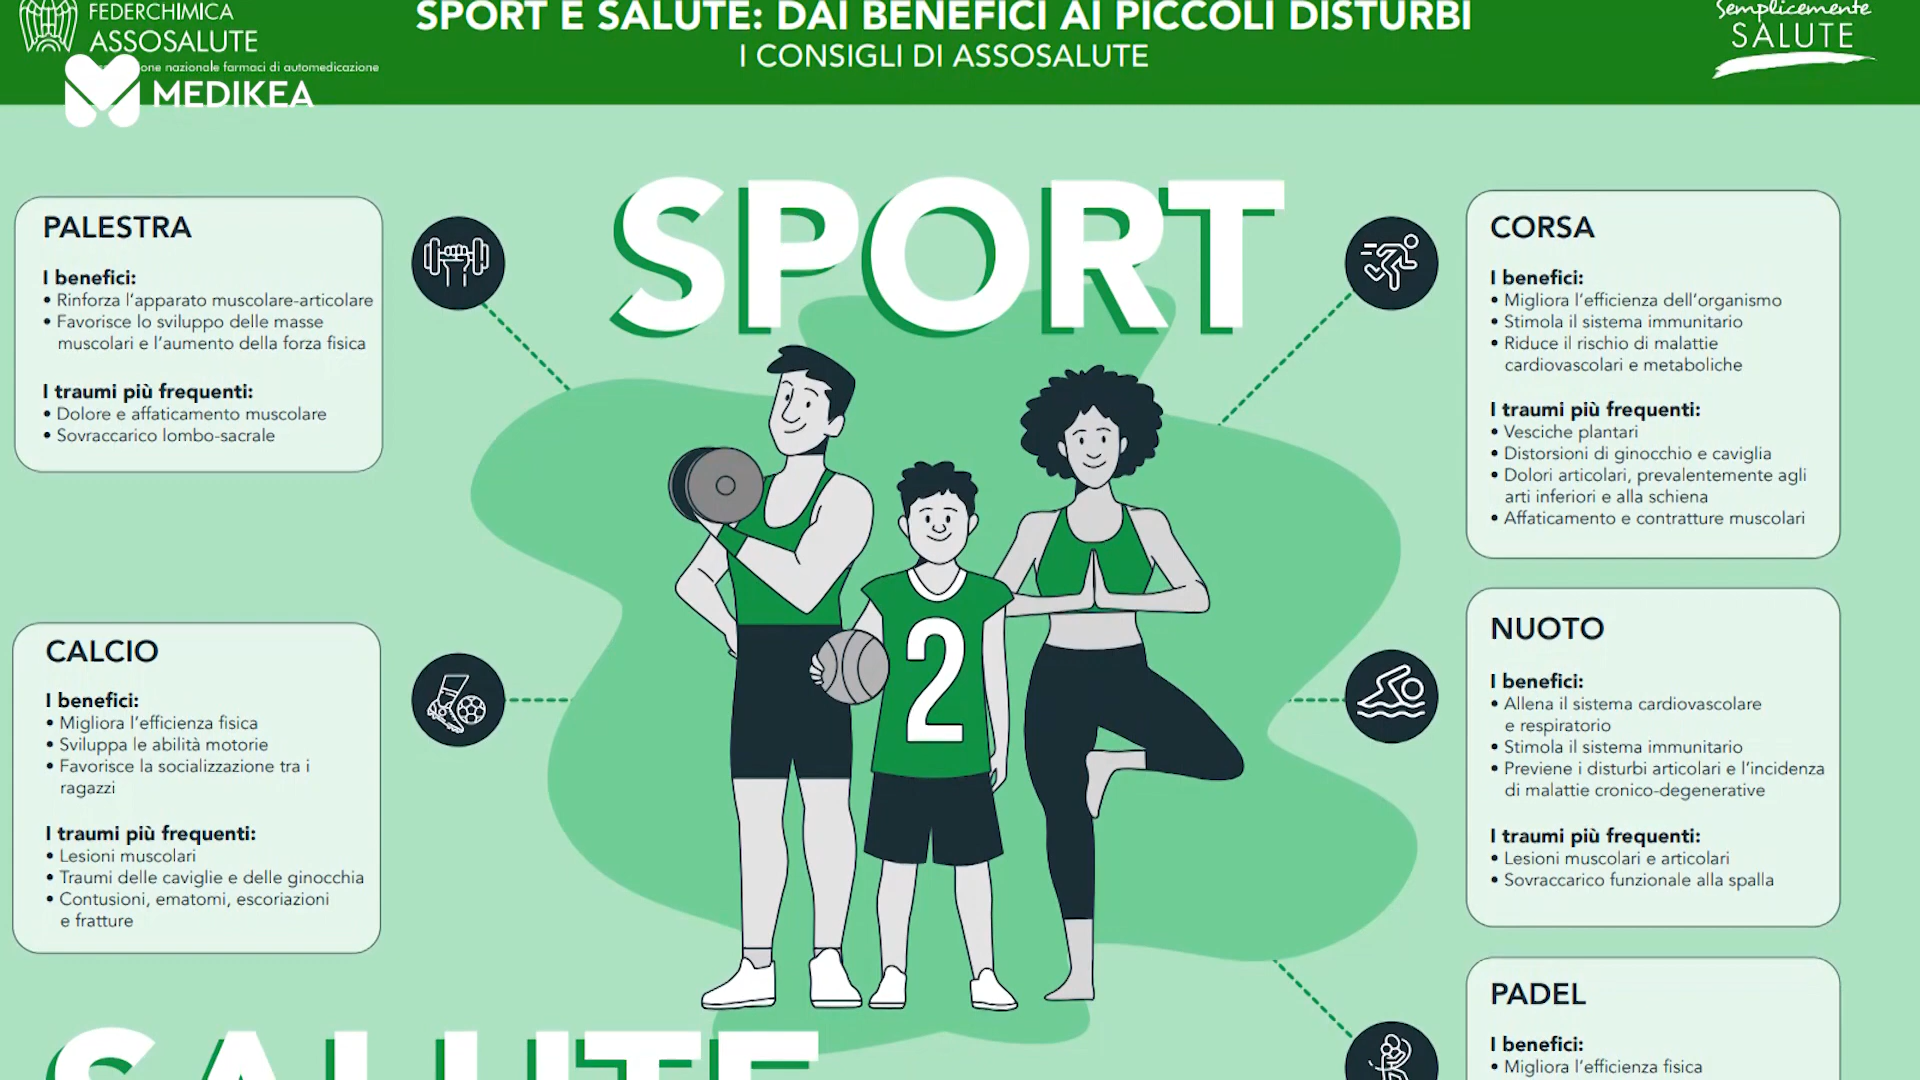 FEDERCHIMICA
ASSOSALUTE
one nazionale farmaci di automedicazione
MEDIKEA
SPORT E SALUTE: DAI BENEFICI AI PICCOLI DISTURBI
I CONSIGLI DI ASSOSALUTE
Semplicemente
SALUTE
SPORT
PALESTRA
I benefici:
• Rinforza l'apparato muscolare-articolare
• Favorisce lo sviluppo delle masse
muscolari e l'aumento della forza fisica
I traumi più frequenti:
• Dolore e affaticamento muscolare
• Sovraccarico lombo-sacrale
CALCIO
I benefici:
• Migliora l'efficienza fisica
• Sviluppa le abilità motorie
• Favorisce la socializzazione tra i
ragazzi
I traumi più frequenti:
• Lesioni muscolari
• Traumi delle caviglie e delle ginocchia
• Contusioni, ematomi, escoriazioni
e fratture
2
CORSA
I benefici:
• Migliora l'efficienza dell'organismo
• Stimola il sistema immunitario
• Riduce il rischio di malattie
cardiovascolari e metaboliche
I traumi più frequenti:
• Vesciche plantari
• Distorsioni di ginocchio e caviglia
• Dolori articolari, prevalentemente agli
arti inferiori e alla schiena
• Affaticamento e contratture muscolari
NUOTO
I benefici:
• Allena il sistema cardiovascolare
e respiratorio
• Stimola il sistema immunitario
• Previene i disturbi articolari e l'incidenza
di malattie cronico-degenerative
I traumi più frequenti:
• Lesioni muscolari e articolari
• Sovraccarico funzionale alla spalla
PADEL
I benefici:
• Migliora l'efficienza fisica
SALUTE